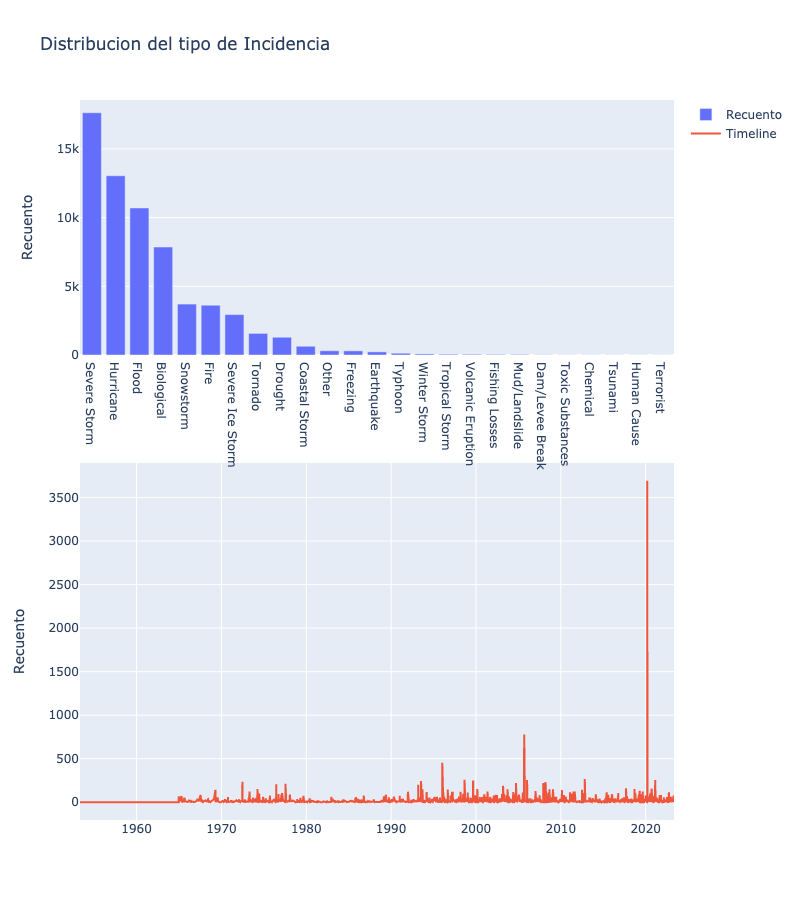 Distribucion del tipo de Incidencia
Recuento
Timeline
Recuento
15k
10k
5k
0
Severe Storm
Hurricane
Flood
Biological
Snowstorm
Fire
Severe Ice Storm
Tornado
Drought
Coastal Storm
Other
Freezing
Earthquake
Typhoon
Winter Storm
Tropical Storm
Volcanic Eruption
Fishing Losses
Mud/Landslide
Dam/Levee Break
Toxic Substances
Chemical
Tsunami
Human Cause
Terrorist
Recuento
3500
3000
2500
2000
1500
1000
500
0
1960 1970 1980 1990 2000 2010 2020